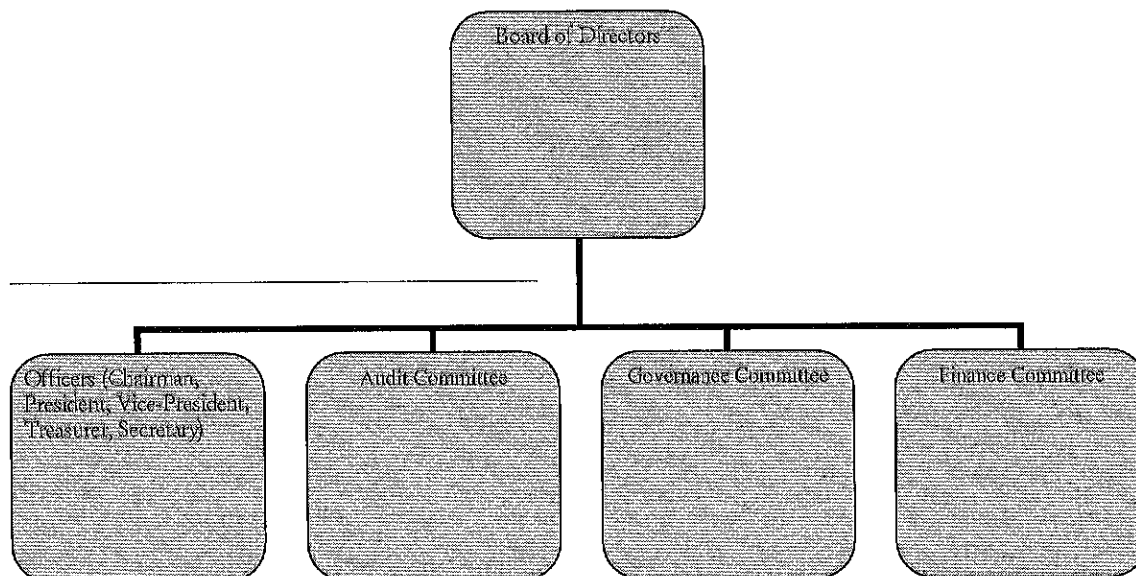 Board of Directors
Officers (Chairman,
President, Vice-President,
Treasurer, Secretary)
Audit Committee
Governance Committee
Finance Committee